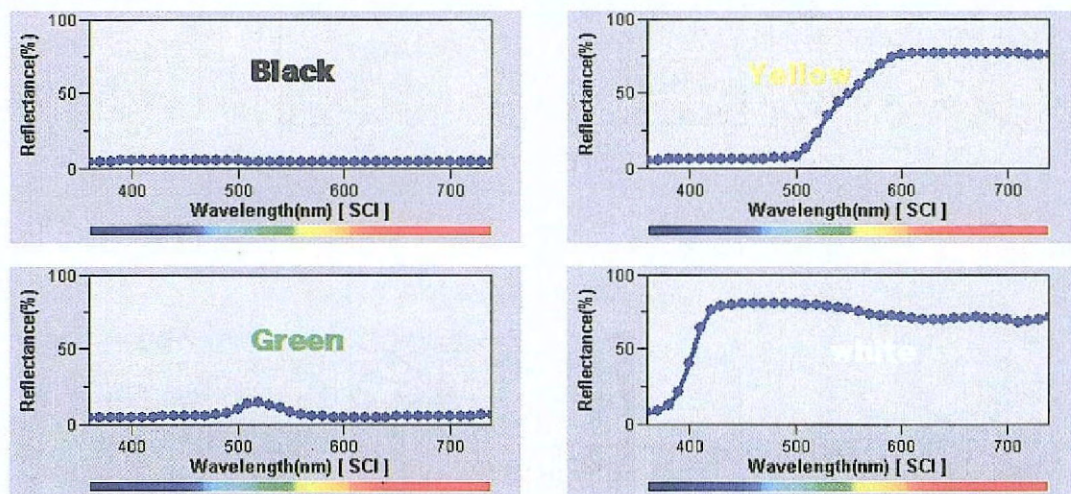 100
50
0
Reflectance(%)
Black
400 500 600 700
Wavelength(nm) [ SCI ]
100
50
0
Reflectance(%)
Yellow
400 500 600 700
Wavelength(nm) [ SCI ]
100
50
0
Reflectance(%)
Green
400 500 600 700
Wavelength(nm) [ SCI ]
100
50
0
Reflectance(%)
white
400 500 600 700
Wavelength(nm) [ SCI ]